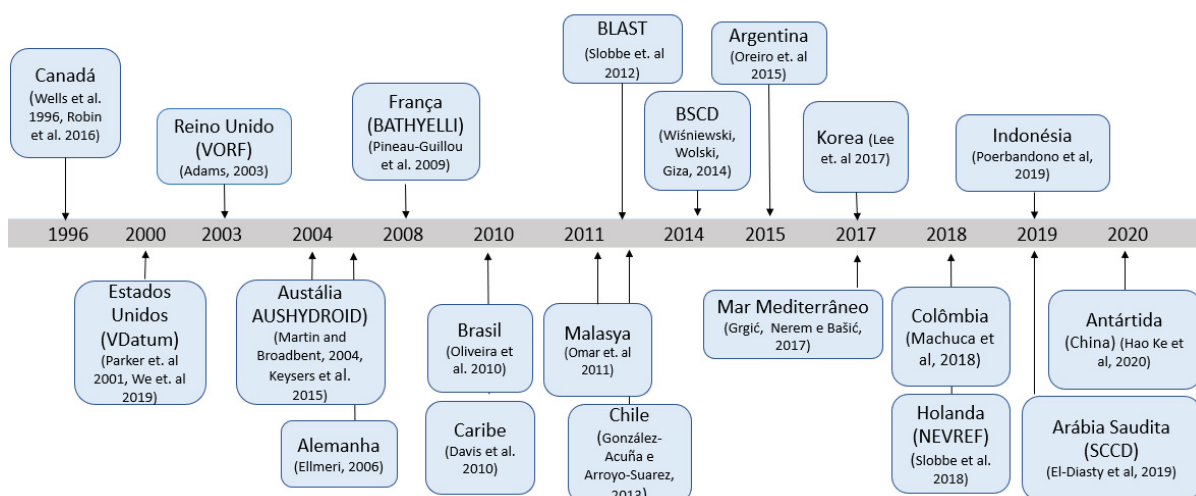 Canadá
(Wells et al.
1996, Robin
et al. 2016)
Reino Unido
(VORF)
(Adams, 2003)
França
(BATHYELLI)
(Pineau-Guillou
et al. 2009)
BLAST
(Slobbe et. al
2012)
BSCD
(Wiśniewski,
Wolski,
Giza, 2014)
Argentina
(Oreiro et. al
2015)
Korea (Lee
et. al 2017)
Indonésia
(Poerbandono et al,
2019)
1996 2000 2003 2004 2008 2010 2011 2014 2015 2017 2018 2019 2020
Estados
Unidos
(VDatum)
(Parker et. al
2001, We et. al
2019)
Austália
AUSHYDROID)
(Martin and
Broadbent, 2004,
Keysers et al.
2015)
Alemanha
(Ellmeri, 2006)
Brasil
(Oliveira et
al. 2010)
Caribe
(Davis et al.
2010)
Malasya
(Omar et. al
2011)
Chile
(González-
Acuña e
Arroyo-Suarez,
2013)
Mar Mediterrâneo
(Grgić, Nerem e Bašić,
2017)
Colômbia
(Machuca et
al, 2018)
Holanda
(NEVREF)
(Slobbe et al.
2018)
Antártida
(China) (Hao Ke et
al, 2020)
Arábia Saudita
(SCCD)
(El-Diasty et al, 2019)